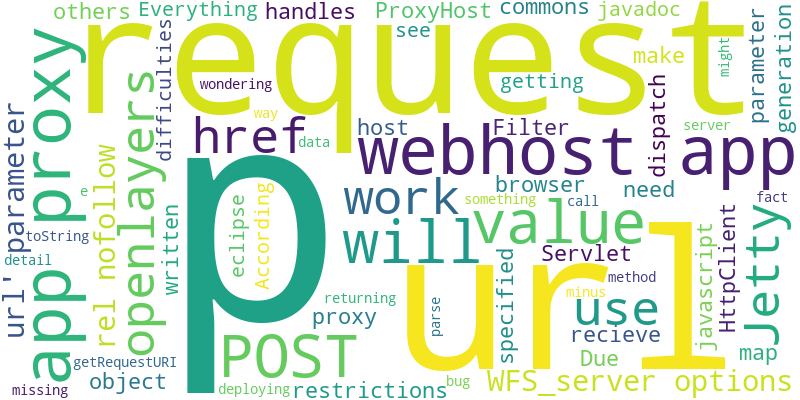 others
Everything
handles
ProxyHost
commons
javadoc
request
see
make
might
parameter
generation
difficulties
wondering
getting
way
data
host
Filter
dispatch
server
app proxy
openlayers
href
webhost app
p
url
browser
need
call
fact
url' parameter
rel nofollow
written
eclipse
According
work
something
will
value
Servlet
toString
e
detail
returning
specified
method
minus
use
javascript
HttpClient
Jetty
POST
proxy
parse
recieve
Due
map
getRequestURI
object
missing
deploying
restrictions
bug
WFS_server options